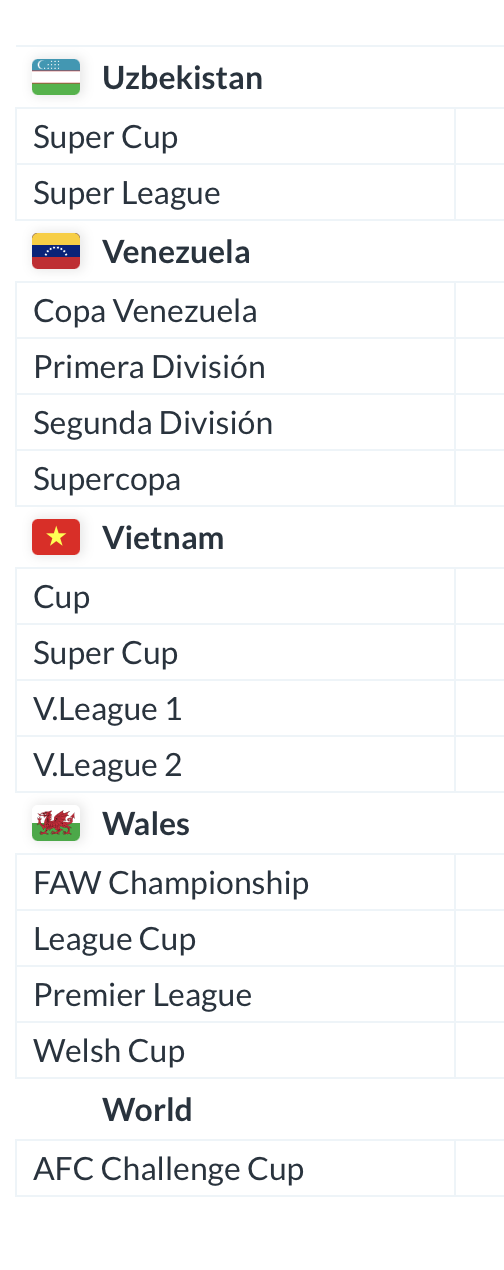 Uzbekistan
Super Cup
Super League
Venezuela
Copa Venezuela
Primera División
Segunda División
Supercopa
Vietnam
Cup
Super Cup
V.League 1
V.League 2
Wales
FAW Championship
League Cup
Premier League
Welsh Cup
World
AFC Challenge Cup